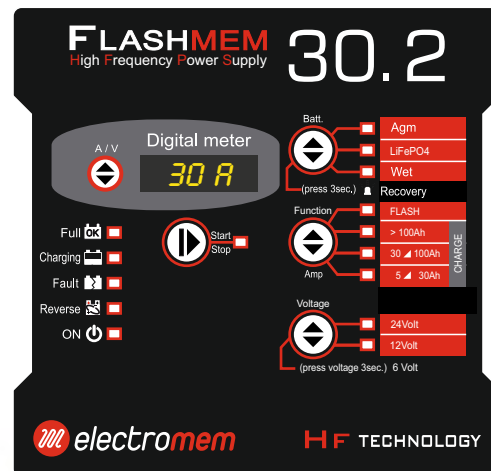 FLASHMEM
High Frequency Power Supply
30.2
A / V
Digital meter
30 A
Batt.
Agm
LiFePO4
Wet
(press 3sec.) Recovery
Function
FLASH
> 100Ah
30 ◢ 100Ah
5 ◢ 30Ah
CHARGE
Amp
Start
Stop
Full OK
Charging
Fault
Reverse
ON
Voltage
24Volt
12Volt
(press voltage 3sec.) 6 Volt
electromem
HF TECHNOLOGY